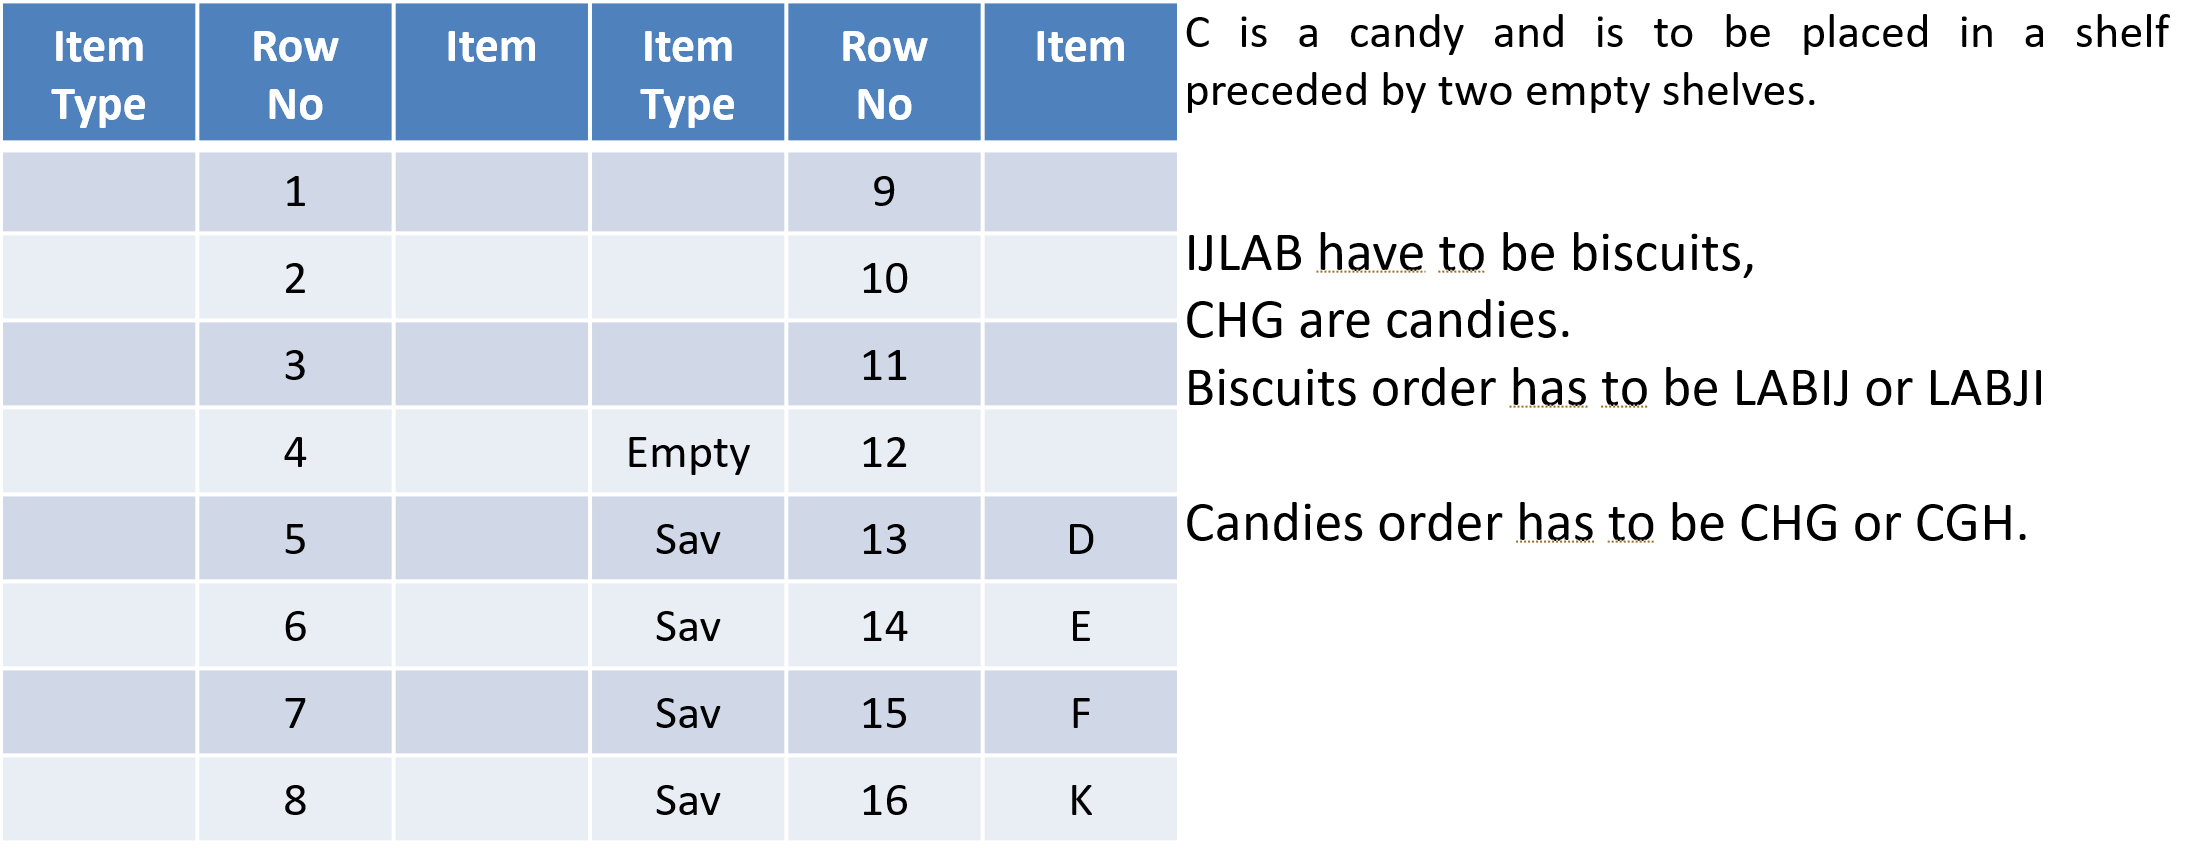 Item Type Row No Item Item Type Row No Item
1 9
2 10
3 11
4 Empty 12
5 Sav 13 D
6 Sav 14 E
7 Sav 15 F
8 Sav 16 K
C is a candy and is to be placed in a shelf
preceded by two empty shelves.
IJLAB have to be biscuits,
CHG are candies.
Biscuits order has to be LABIJ or LABJI
Candies order has to be CHG or CGH.